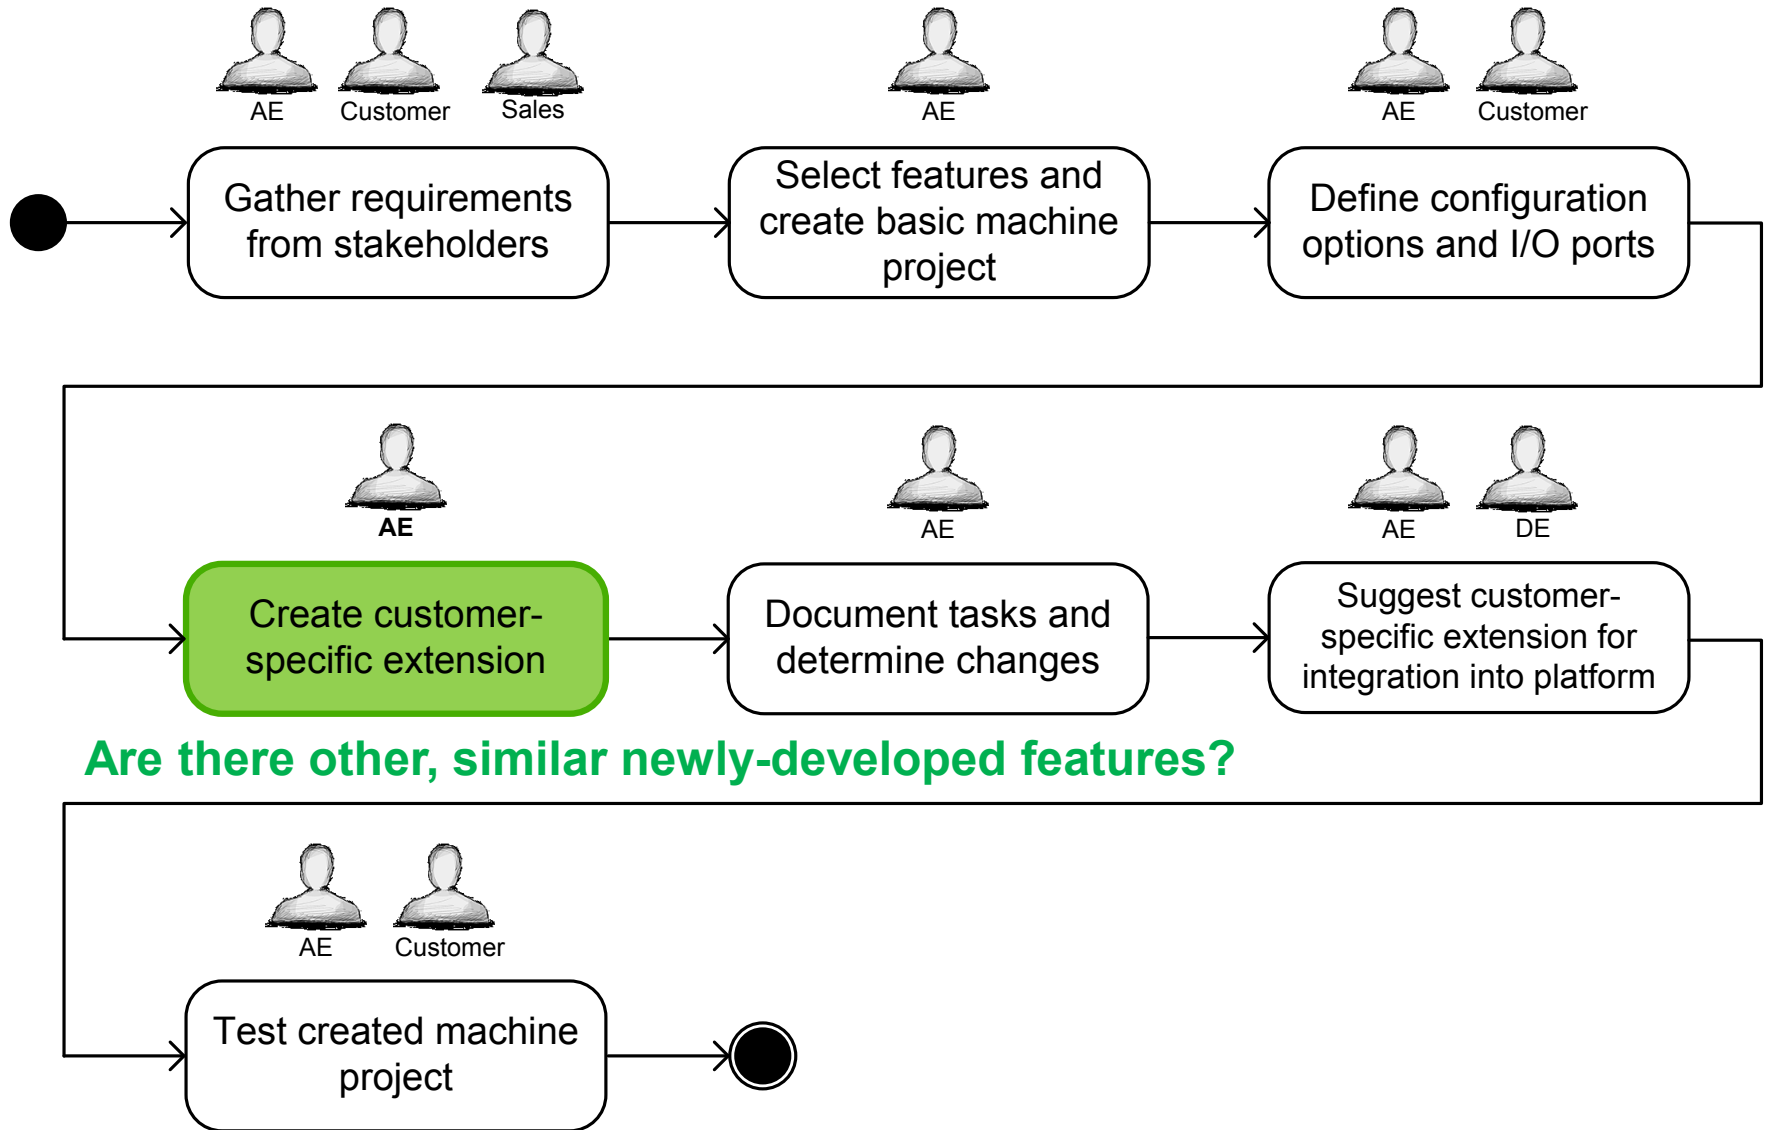 AE Customer Sales
AE
AE Customer
Gather requirements
from stakeholders
Select features and
create basic machine
project
Define configuration
options and I/O ports
AE
AE
AE DE
Create customer-
specific extension
Document tasks and
determine changes
Suggest customer-
specific extension for
integration into platform
Are there other, similar newly-developed features?
AE Customer
Test created machine
project